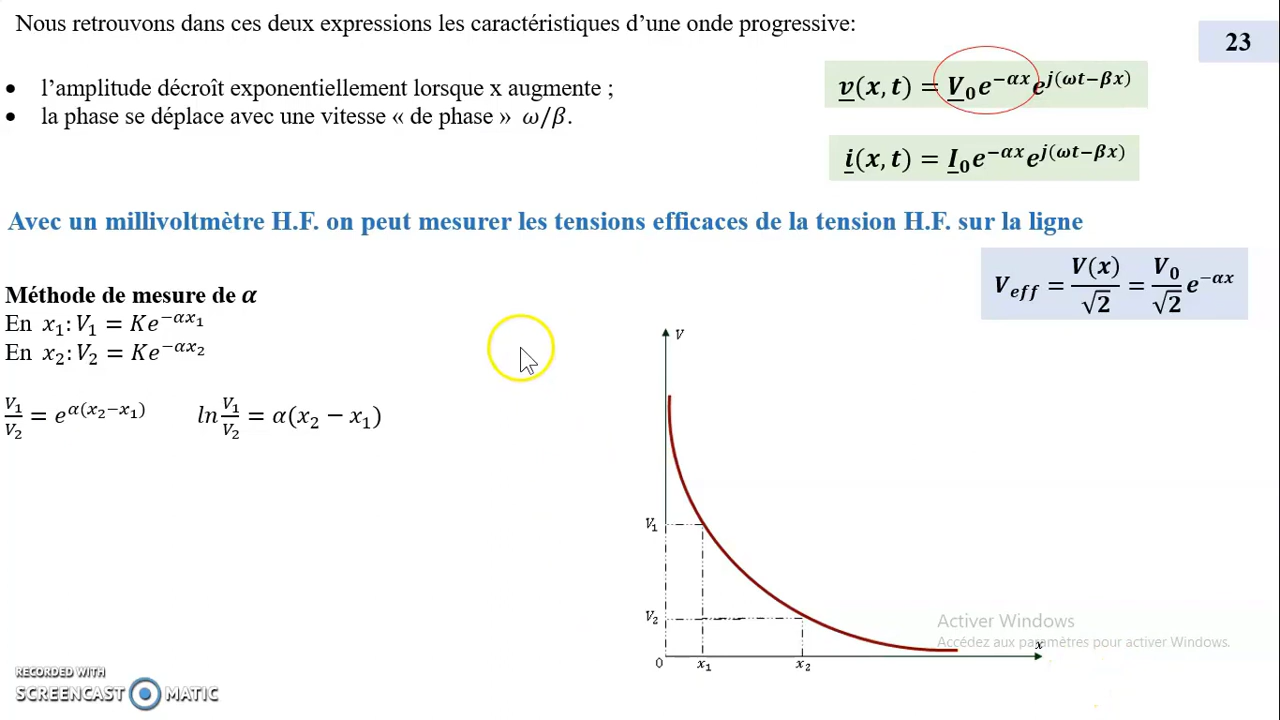 Nous retrouvons dans ces deux expressions les caractéristiques d’une onde progressive:
23
• l’amplitude décroît exponentiellement lorsque x augmente ;
• la phase se déplace avec une vitesse « de phase » ω/β.
v(x, t) = V₀e^{−αx}e^{j(ωt−βx)}
i(x, t) = I₀e^{−αx}e^{j(ωt−βx)}
Avec un millivoltmètre H.F. on peut mesurer les tensions efficaces de la tension H.F. sur la ligne
V_{eff} = V(x)/√2 = V₀/√2 e^{−αx}
Méthode de mesure de α
En x₁: V₁ = Ke^{−αx₁}
En x₂: V₂ = Ke^{−αx₂}
V₁/V₂ = e^{α(x₂−x₁)} ln V₁/V₂ = α(x₂ − x₁)
V
V₁
V₂
0 x₁ x₂ x
Activer Windows
Accédez aux paramètres pour activer Windows.
RECORDED WITH
SCREENCAST MATIC